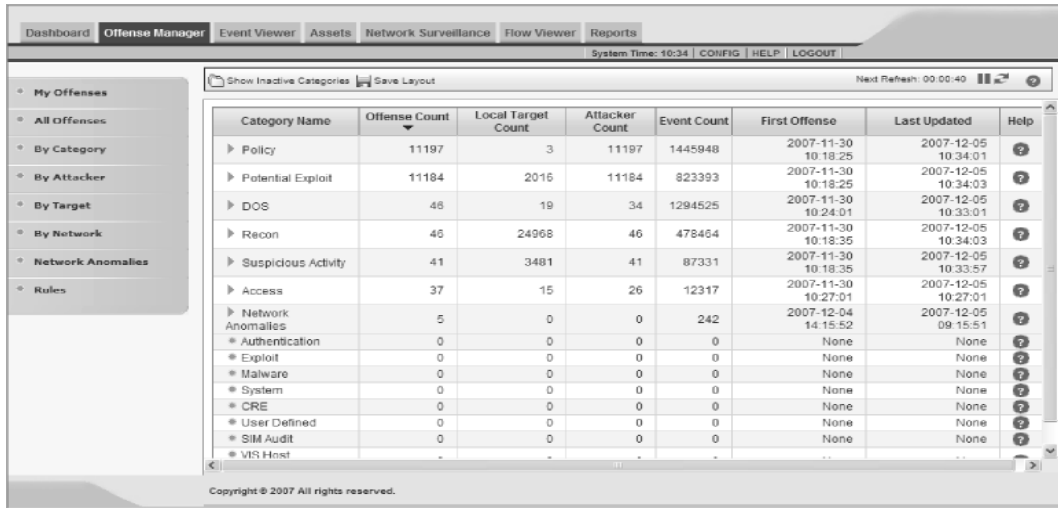 Dashboard Offense Manager Event Viewer Assets Network Surveillance Flow Viewer Reports
System Time: 10:34 | CONFIG | HELP | LOGOUT
Show Inactive Categories Save Layout Next Refresh: 00:00:40
My Offenses
All Offenses
By Category
By Attacker
By Target
By Network
Network Anomalies
Rules
Category Name Offense Count Local Target Count Attacker Count Event Count First Offense Last Updated Help
Policy 11197 3 11197 1445948 2007-11-30 10:18:25 2007-12-05 10:34:01
Potential Exploit 11184 2016 11184 823393 2007-11-30 10:18:25 2007-12-05 10:34:03
DOS 46 19 34 1294525 2007-11-30 10:24:01 2007-12-05 10:33:01
Recon 46 24968 46 478464 2007-11-30 10:18:35 2007-12-05 10:34:03
Suspicious Activity 41 3481 41 87331 2007-11-30 10:18:35 2007-12-05 10:33:57
Access 37 15 26 12317 2007-11-30 10:27:01 2007-12-05 10:27:01
Network Anomalies 5 0 0 242 2007-12-04 14:15:52 2007-12-05 09:15:51
Authentication 0 0 0 0 None None
Exploit 0 0 0 0 None None
Malware 0 0 0 0 None None
System 0 0 0 0 None None
CRE 0 0 0 0 None None
User Defined 0 0 0 0 None None
SIM Audit 0 0 0 0 None None
VIS Host
Copyright © 2007 All rights reserved.